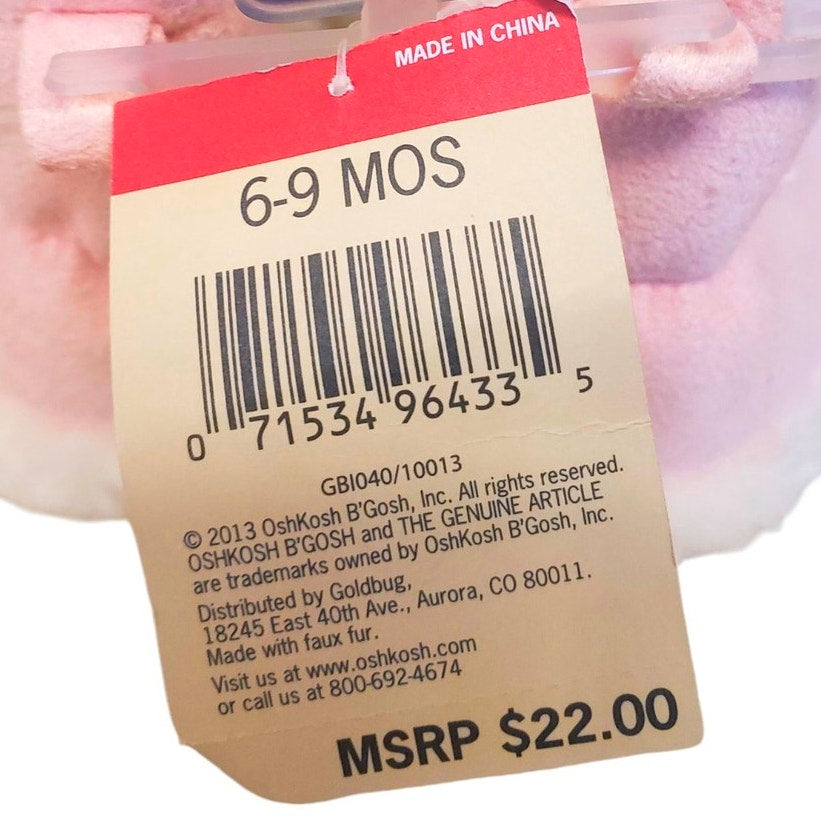 MADE IN CHINA
6-9 MOS
0 71534 96433 5
GBI040/10013
© 2013 OshKosh B'Gosh, Inc. All rights reserved.
OSHKOSH B'GOSH and THE GENUINE ARTICLE
are trademarks owned by OshKosh B'Gosh, Inc.
Distributed by Goldbug,
18245 East 40th Ave., Aurora, CO 80011.
Made with faux fur.
Visit us at www.oshkosh.com
or call us at 800-692-4674
MSRP $22.00